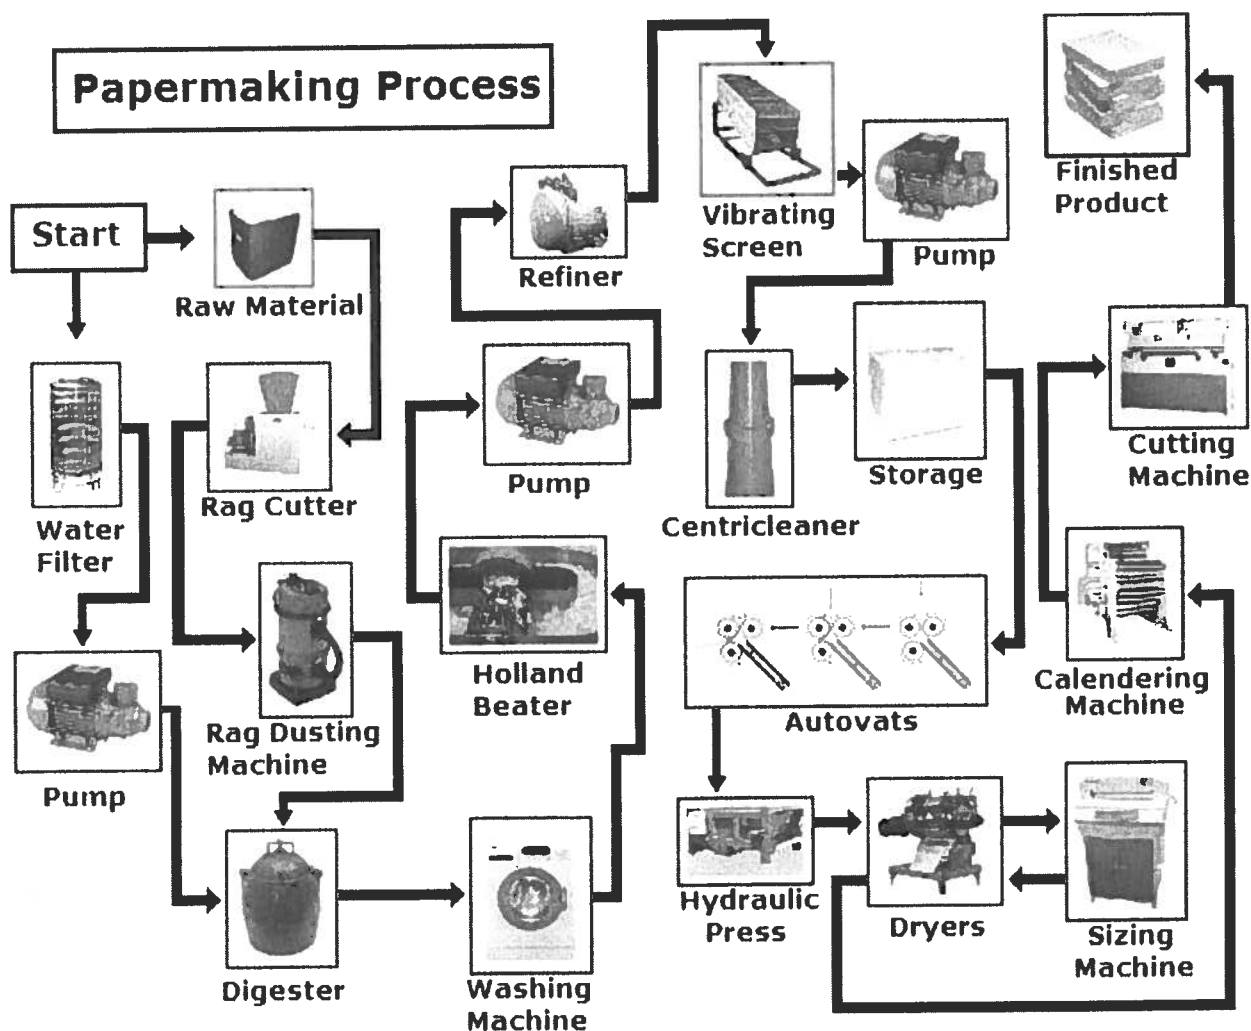 Papermaking Process
Start
Raw Material
Water
Filter
Rag Cutter
Pump
Rag Dusting
Machine
Digester
Washing
Machine
Holland
Beater
Pump
Refiner
Vibrating
Screen
Pump
Centricleaner
Storage
Autovats
Hydraulic
Press
Dryers
Sizing
Machine
Calendering
Machine
Cutting
Machine
Finished
Product